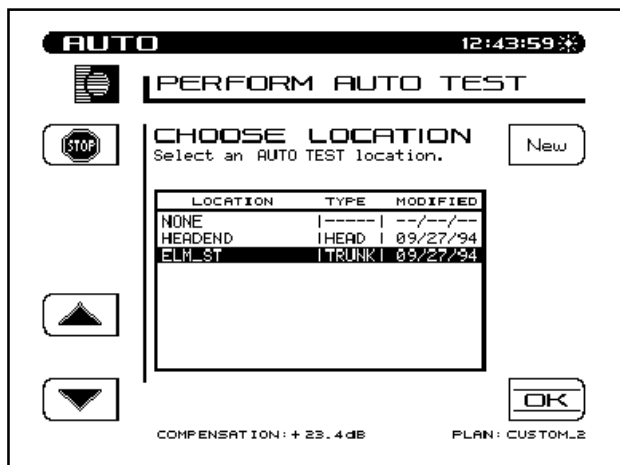 AUTO 12:43:59
PERFORM AUTO TEST
STOP
CHOOSE LOCATION
Select an AUTO TEST location.
New
LOCATION TYPE MODIFIED
NONE |-----| --/--/--
HEADEND |HEAD | 09/27/94
ELM_ST |TRUNK| 09/27/94
OK
COMPENSATION:+23.4dB PLAN: CUSTOM_2